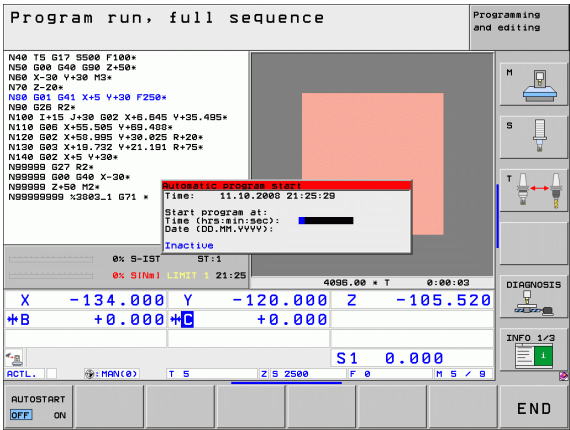 Program run, full sequence
Programming
and editing
N40 T5 G17 S500 F100*
N50 G00 G40 G90 Z+50*
N60 X-30 Y+30 M3*
N70 Z-20*
N80 G01 G41 X+5 Y+30 F250*
N90 G26 R2*
N100 I+15 J+30 G02 X+6.645 Y+35.495*
N110 G06 X+55.505 Y+69.488*
N120 G02 X+58.995 Y+30.025 R+20*
N130 G03 X+19.732 Y+21.191 R+75*
N140 G02 X+5 Y+30*
N99999 G27 R2*
N99999 G00 G40 X-30*
N99999 Z+50 M2*
N99999999 %3803_1 G71 *
Automatic program start
Time: 11.10.2008 21:25:29
Start program at:
Time (hrs:min:sec):
Date (DD.MM.YYYY):
Inactive
0% S-IST ST:1
0% S[Nm] LIMIT 1 21:25
4096.00 * T 0:00:03
X -134.000 Y -120.000 Z -105.520
B +0.000 C +0.000
S1 0.000
ACTL. :MAN(0) T 5 Z S 2500 F 0 M 5 / 9
M
S
T
DIAGNOSIS
INFO 1/3
i
AUTOSTART
OFF ON
END